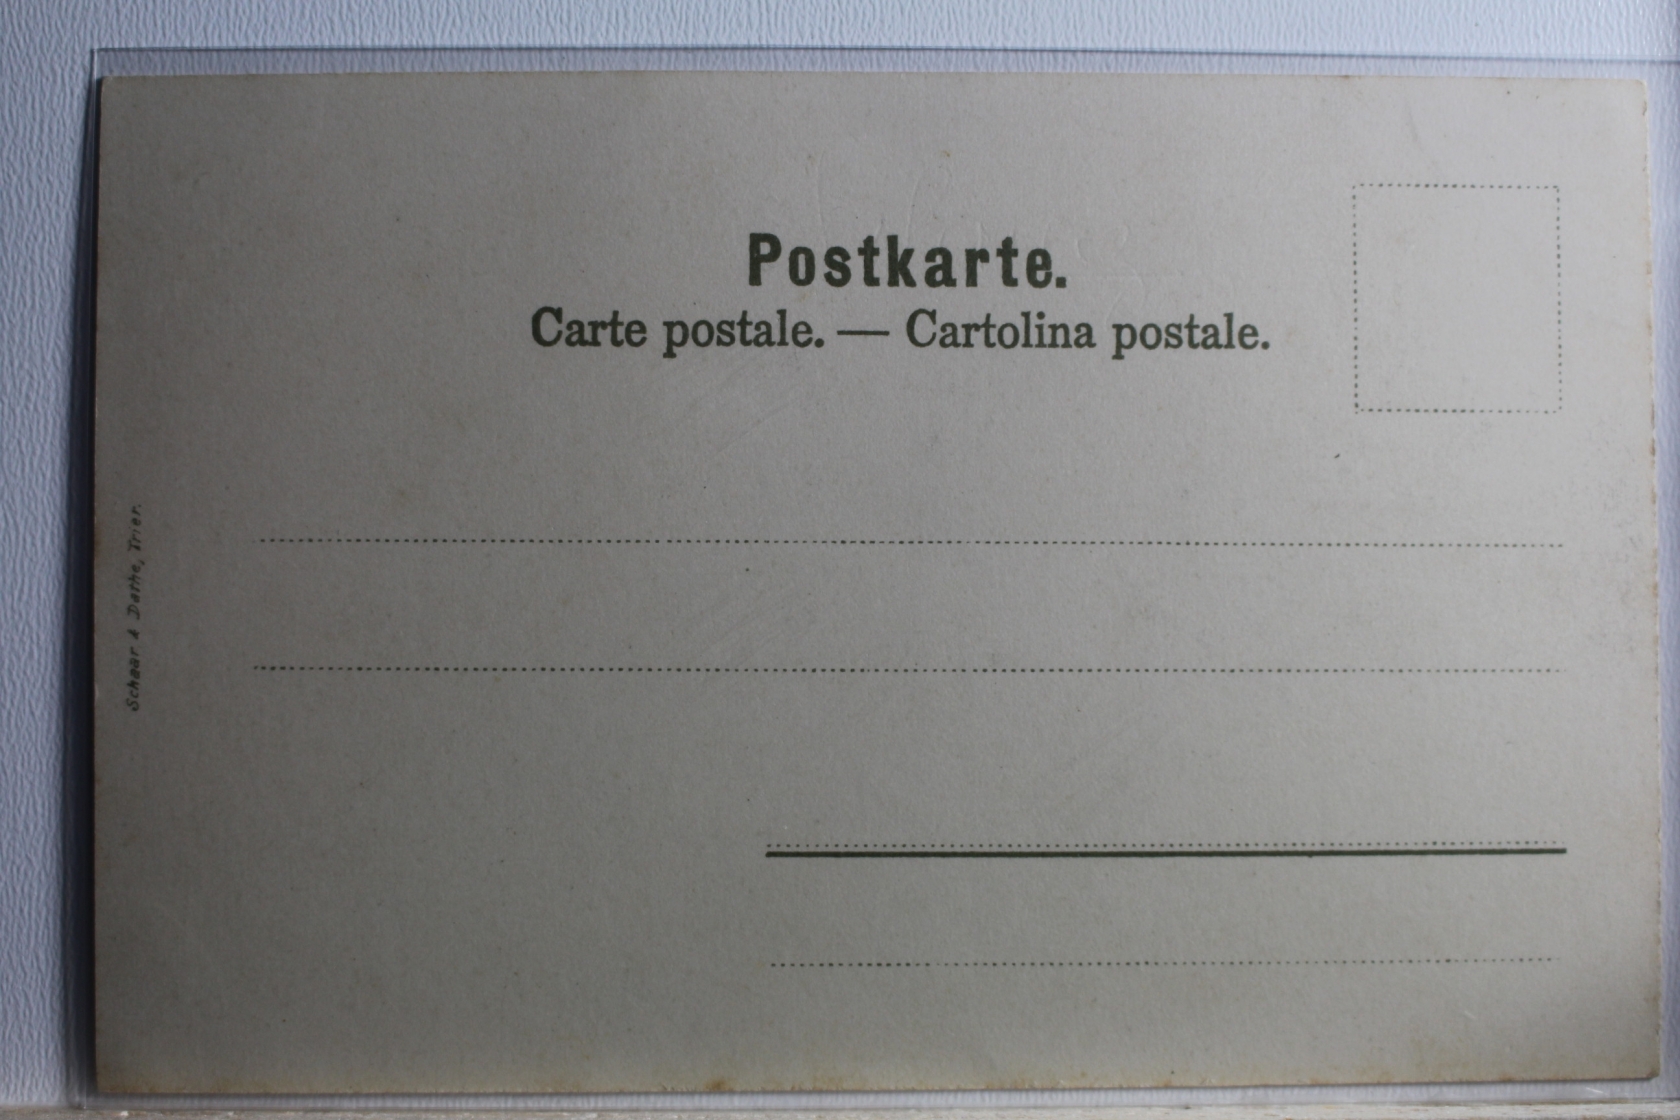 Postkarte.
Carte postale. — Cartolina postale.
Schaar & Dathe, Trier.